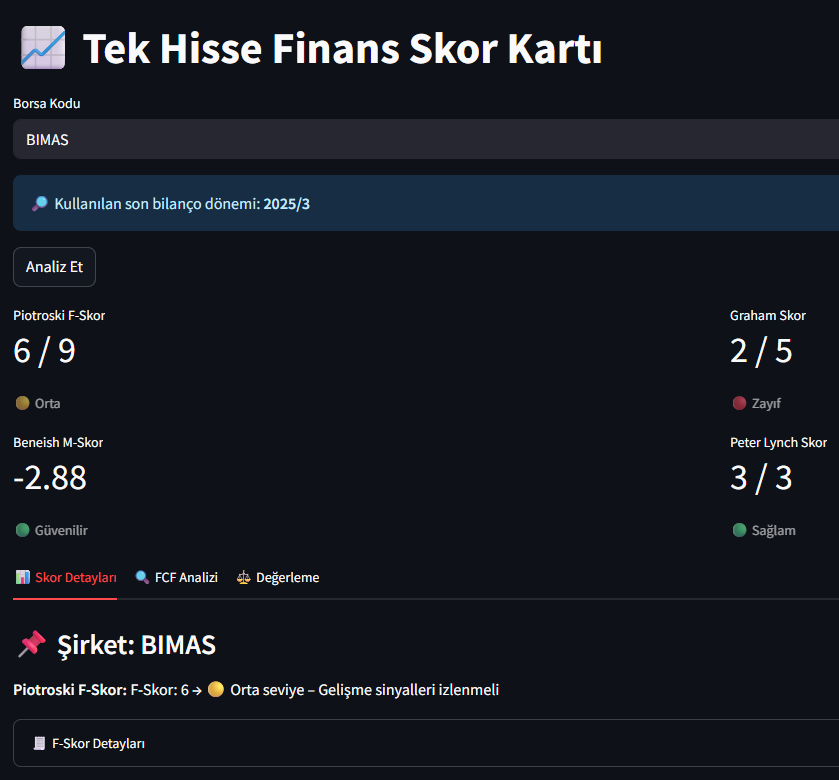 Tek Hisse Finans Skor Kartı
Borsa Kodu
BIMAS
Kullanılan son bilanço dönemi: 2025/3
Analiz Et
Piotroski F-Skor
6 / 9
Orta
Graham Skor
2 / 5
Zayıf
Beneish M-Skor
-2.88
Güvenilir
Peter Lynch Skor
3 / 3
Sağlam
Skor Detayları FCF Analizi Değerleme
Şirket: BIMAS
Piotroski F-Skor: F-Skor: 6 → Orta seviye – Gelişme sinyalleri izlenmeli
F-Skor Detayları